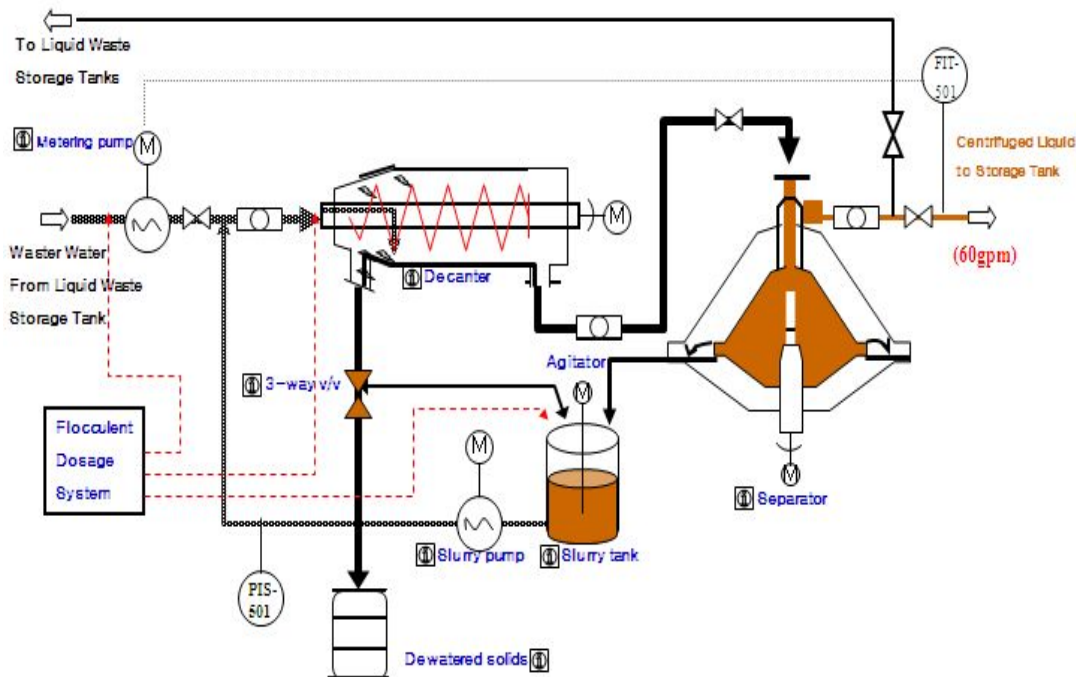 To Liquid Waste
Storage Tanks
FIT-
501
Metering pump
M
Centrifuged Liquid
to Storage Tank
M
(60gpm)
Waster Water
From Liquid Waste
Storage Tank
Decanter
Agitator
3-way v/v
M
Flocculent
Dosage
System
M
M
Separator
Slurry pump
Slurry tank
PIS-
501
Dewatered solids